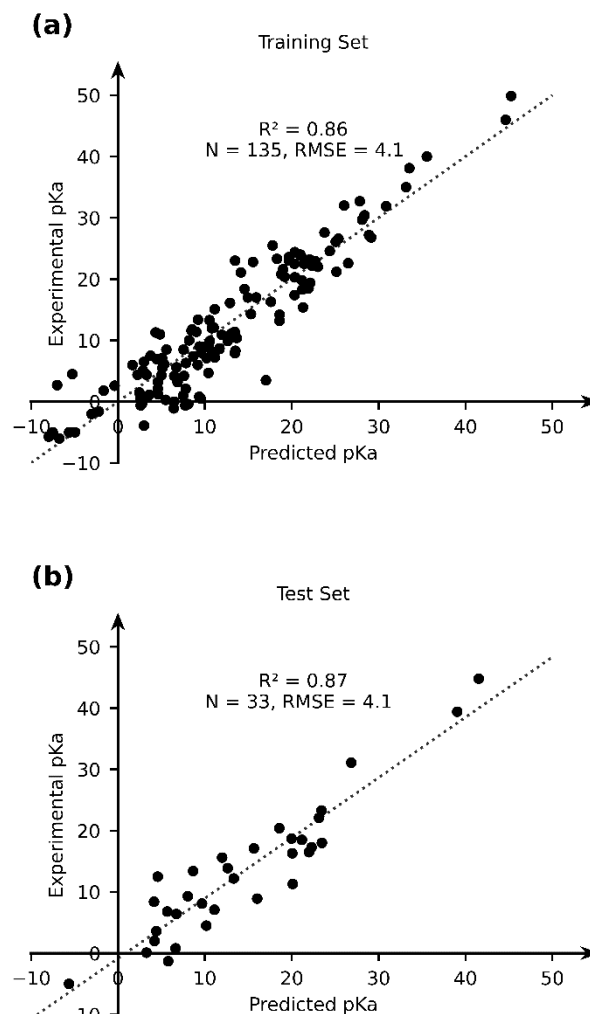 (a)
Training Set
R² = 0.86
N = 135, RMSE = 4.1
Experimental pKa
50
40
30
20
10
0
−10
−10 0 10 20 30 40 50
Predicted pKa
(b)
Test Set
R² = 0.87
N = 33, RMSE = 4.1
Experimental pKa
50
40
30
20
10
0
−10
−10 0 10 20 30 40 50
Predicted pKa